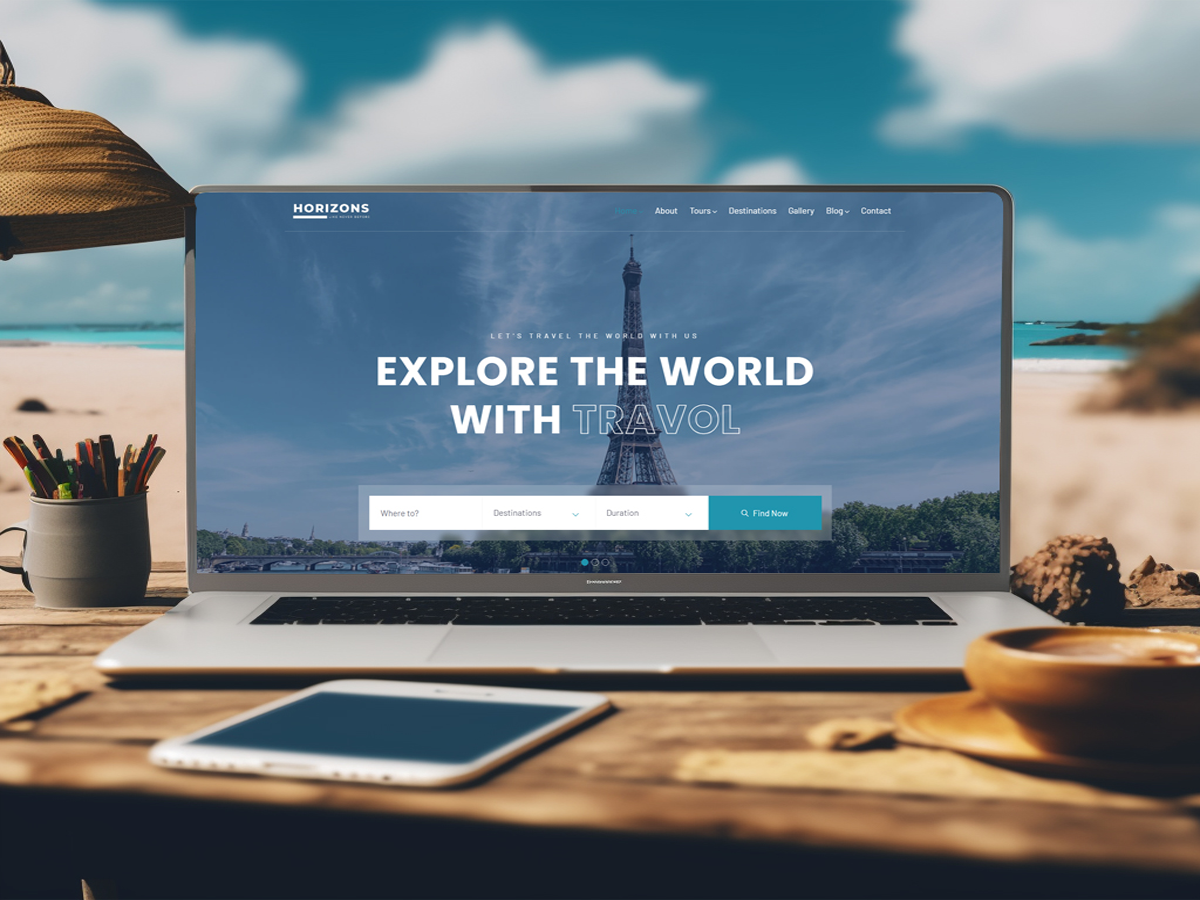 HORIZONS
Home About Tours Destinations Gallery Blog Contact
LET'S TRAVEL THE WORLD WITH US
EXPLORE THE WORLD
WITH TRAVOL
Where to? Destinations Duration Find Now